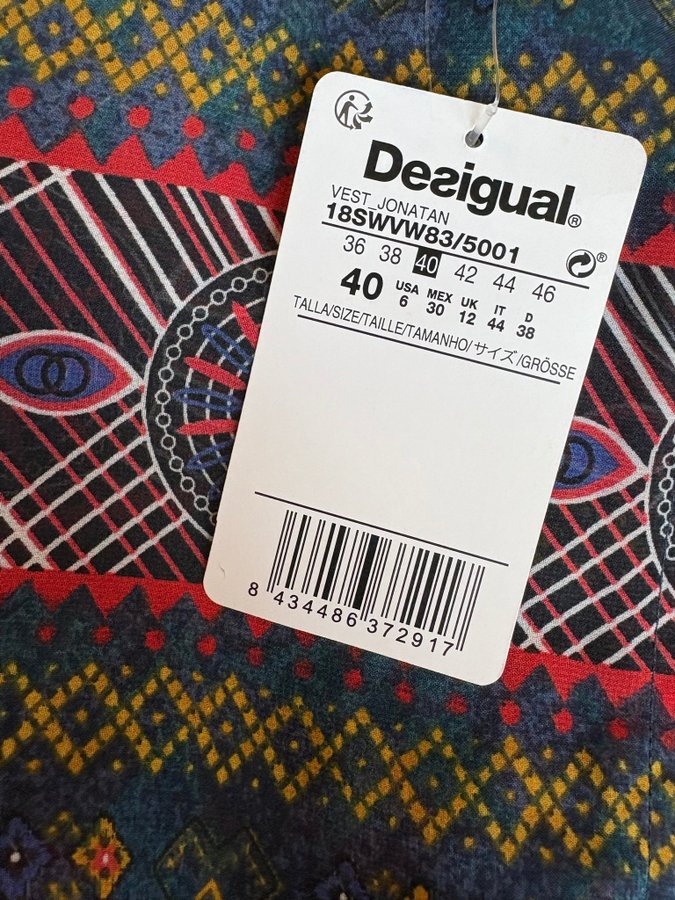 Desigual®
VEST_JONATAN
18SWVW83/5001
36 38 40 42 44 46
®
40 USA 6 MEX 30 UK 12 IT 44 D 38
TALLA/SIZE/TAILLE/TAMANHO/サイズ/GRÖSSE
8 434486 372917